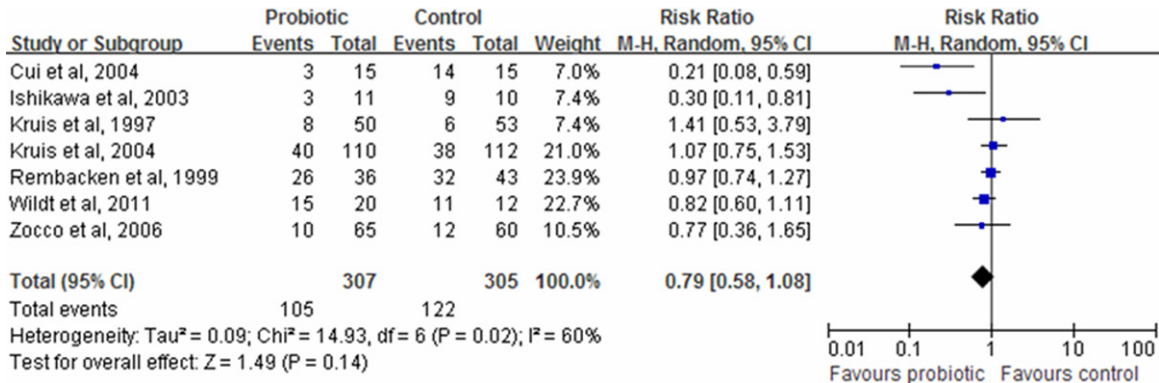 Probiotic Control Risk Ratio Risk Ratio
Study or Subgroup Events Total Events Total Weight M-H, Random, 95% CI M-H, Random, 95% CI
Cui et al, 2004 3 15 14 15 7.0% 0.21 [0.08, 0.59]
Ishikawa et al, 2003 3 11 9 10 7.4% 0.30 [0.11, 0.81]
Kruis et al, 1997 8 50 6 53 7.4% 1.41 [0.53, 3.79]
Kruis et al, 2004 40 110 38 112 21.0% 1.07 [0.75, 1.53]
Rembacken et al, 1999 26 36 32 43 23.9% 0.97 [0.74, 1.27]
Wildt et al, 2011 15 20 11 12 22.7% 0.82 [0.60, 1.11]
Zocco et al, 2006 10 65 12 60 10.5% 0.77 [0.36, 1.65]
Total (95% CI) 307 305 100.0% 0.79 [0.58, 1.08]
Total events 105 122
Heterogeneity: Tau² = 0.09; Chi² = 14.93, df = 6 (P = 0.02); I² = 60%
Test for overall effect: Z = 1.49 (P = 0.14)
0.01 0.1 1 10 100
Favours probiotic Favours control